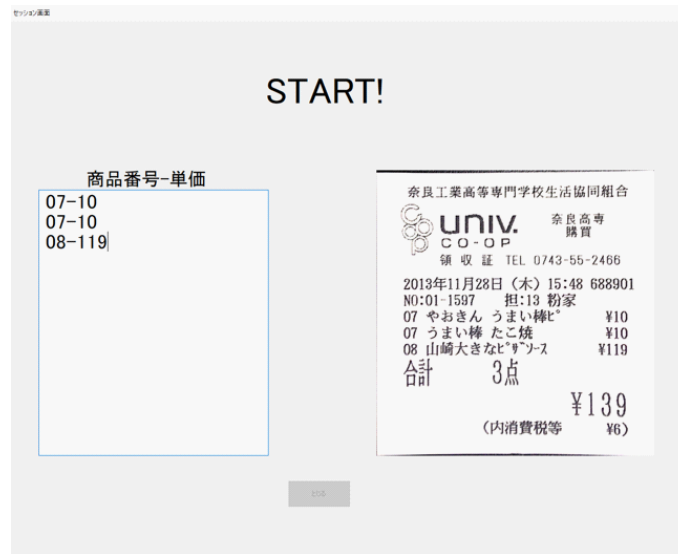 セッション画面
START!
商品番号-単価
07-10
07-10
08-119
奈良工業高等専門学校生活協同組合
univ.
CO-OP
奈良高専
購買
領収証 TEL 0743-55-2466
2013年11月28日(木)15:48 688901
NO:01-1597 担:13 粉家
07 やおきん うまい棒ピ ¥10
07 うまい棒 たこ焼 ¥10
08 山崎大きなピザソース ¥119
合計 3点
¥139
(内消費税等 ¥6)